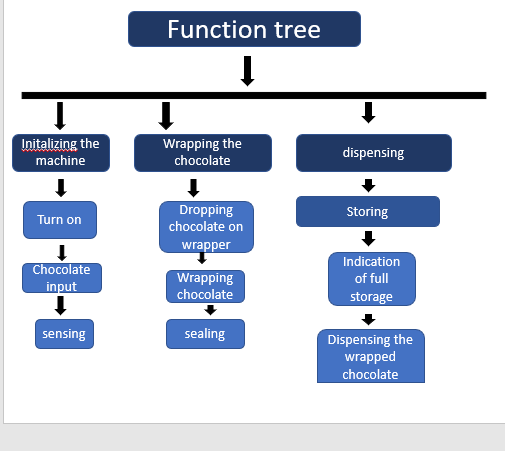 Function tree
Initalizing the
machine
Turn on
Chocolate
input
sensing
Wrapping the
chocolate
Dropping
chocolate on
wrapper
Wrapping
chocolate
sealing
dispensing
Storing
Indication
of full
storage
Dispensing the
wrapped
chocolate